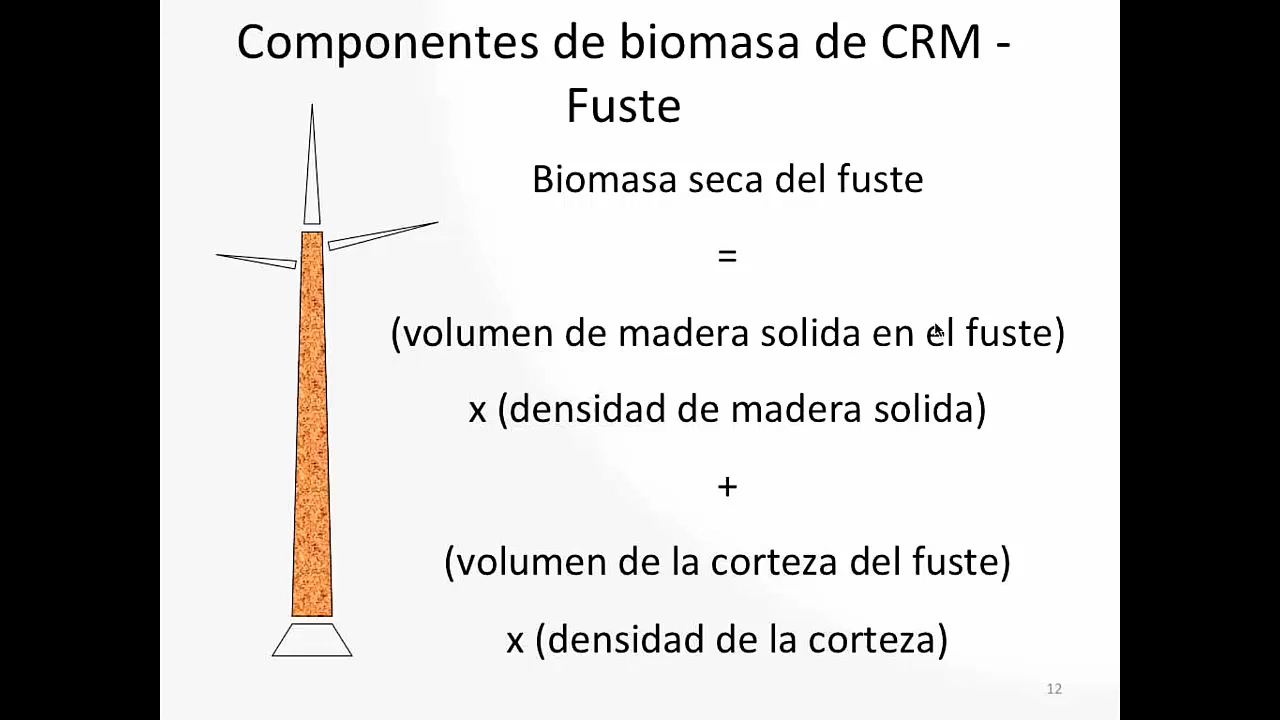 Componentes de biomasa de CRM -
Fuste
Biomasa seca del fuste
=
(volumen de madera solida en el fuste)
x (densidad de madera solida)
+
(volumen de la corteza del fuste)
x (densidad de la corteza)
12